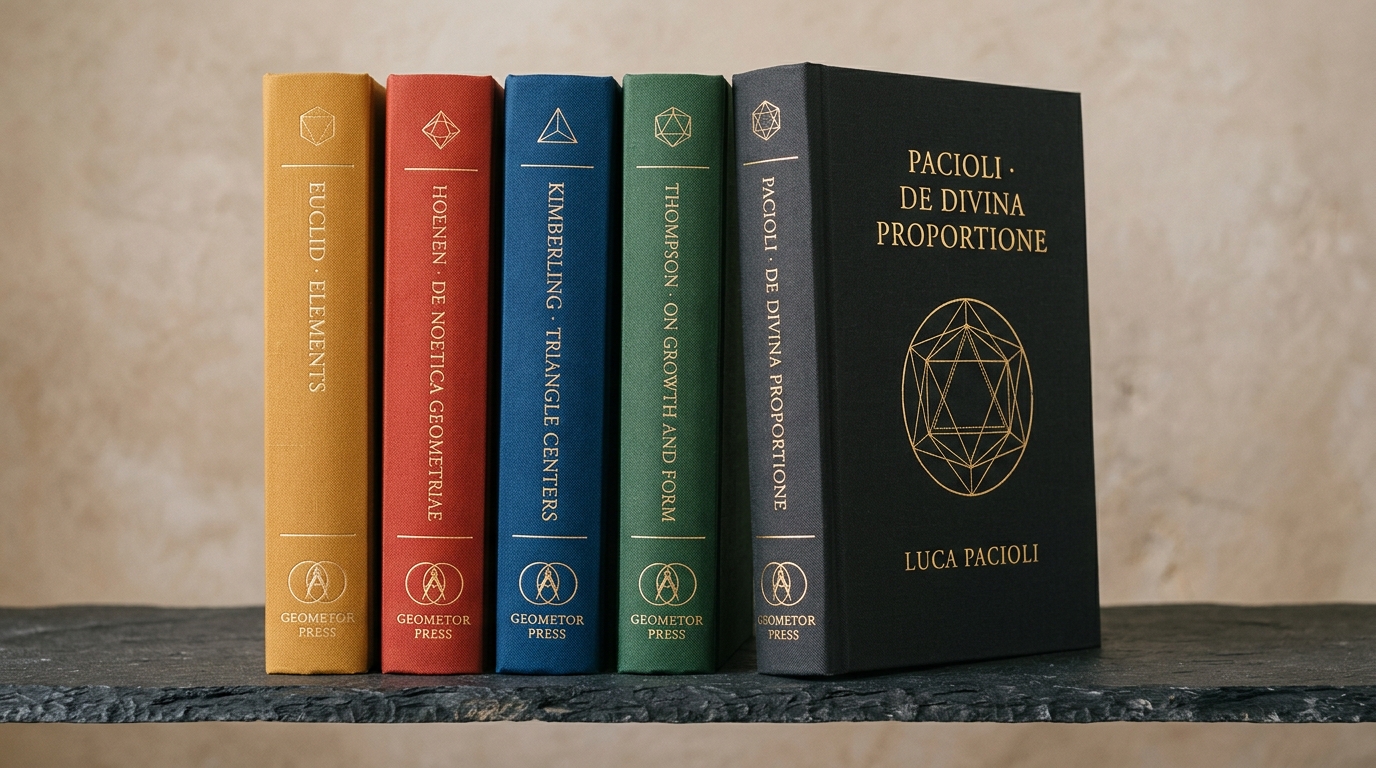 EUCLID · ELEMENTS
GEOMETOR
PRESS
HOENEN · DE NOETICA GEOMETRIAE
GEOMETOR
PRESS
KIMBERLING · TRIANGLE CENTERS
GEOMETOR
PRESS
THOMPSON · ON GROWTH AND FORM
GEOMETOR
PRESS
PACIOLI · DE DIVINA PROPORTIONE
GEOMETOR
PRESS
PACIOLI ·
DE DIVINA
PROPORTIONE
LUCA PACIOLI